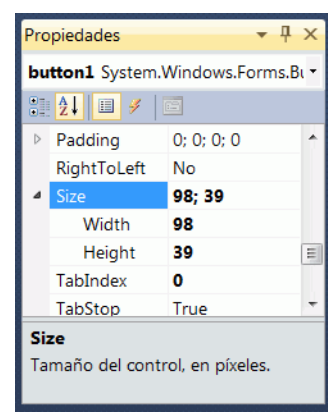 Propiedades
button1 System.Windows.Forms.Bu
Padding 0; 0; 0; 0
RightToLeft No
Size 98; 39
Width 98
Height 39
TabIndex 0
TabStop True
Size
Tamaño del control, en píxeles.